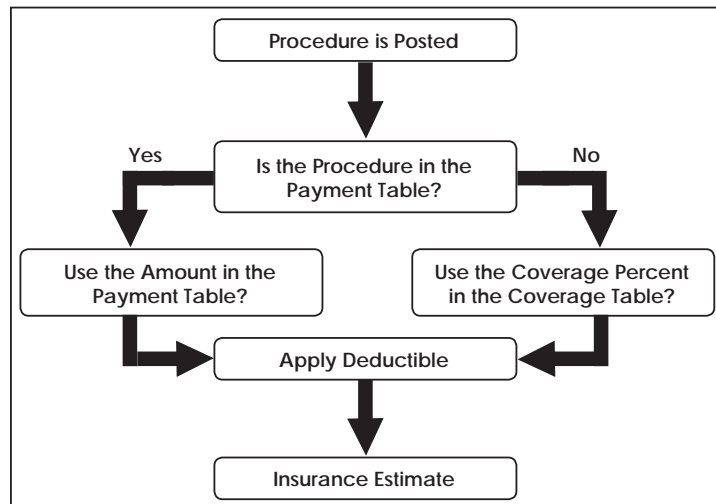 Procedure is Posted
Yes
No
Is the Procedure in the
Payment Table?
Use the Amount in the
Payment Table?
Use the Coverage Percent
in the Coverage Table?
Apply Deductible
Insurance Estimate